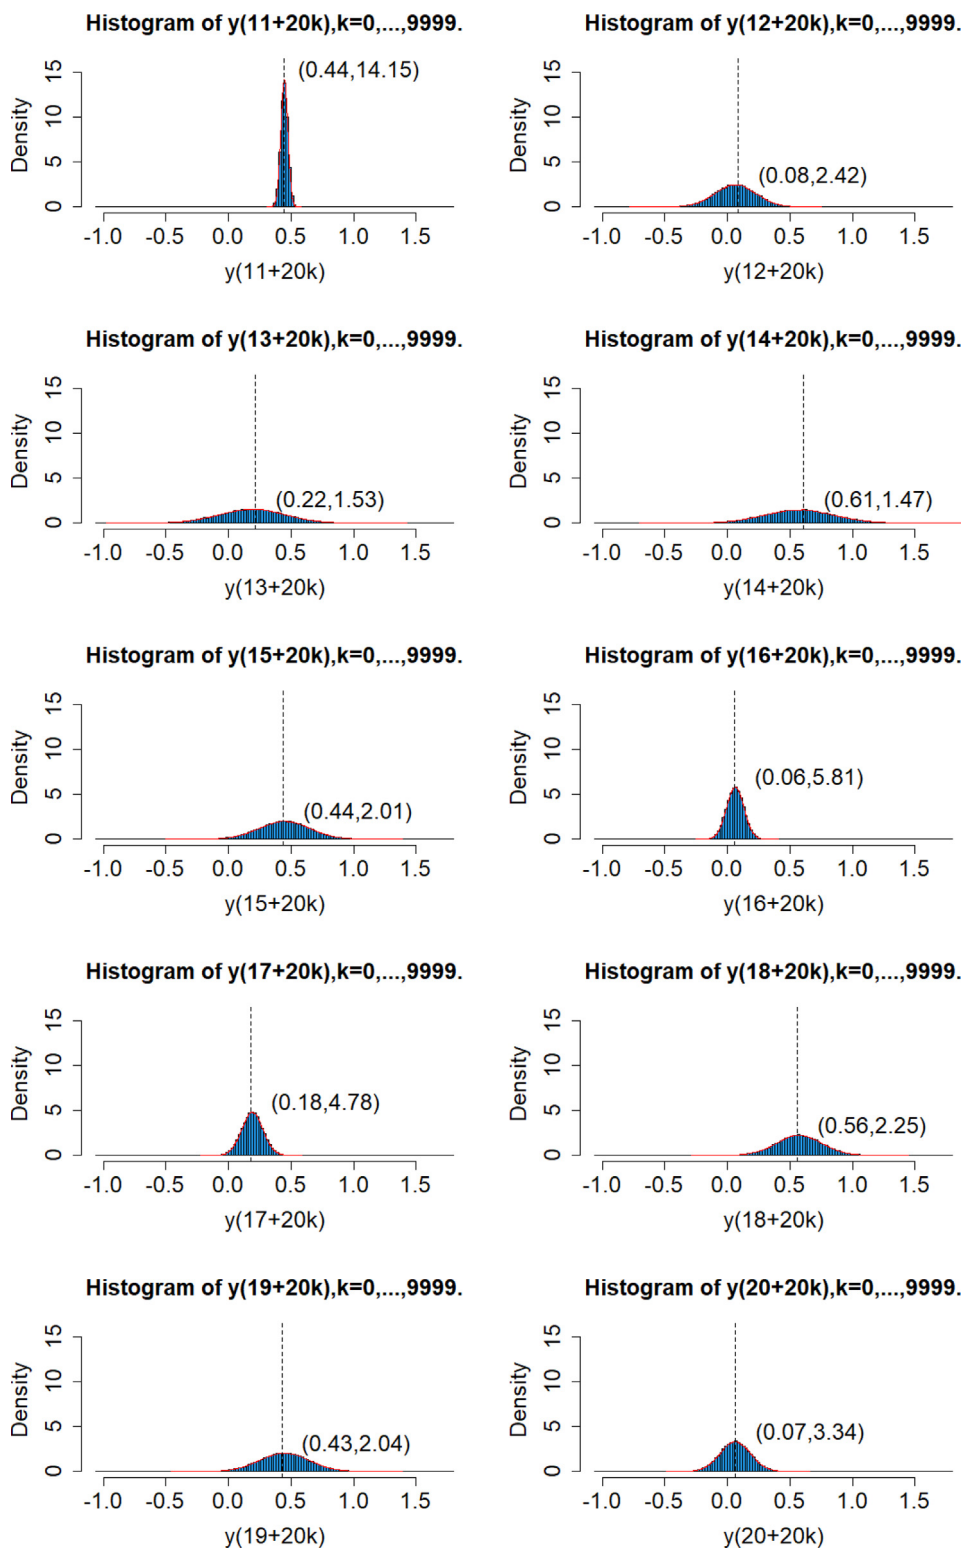 Histogram of y(11+20k),k=0,...,9999.
Density
0 5 10 15
(0.44,14.15)
-1.0 -0.5 0.0 0.5 1.0 1.5
y(11+20k)
Histogram of y(12+20k),k=0,...,9999.
Density
0 5 10 15
(0.08,2.42)
-1.0 -0.5 0.0 0.5 1.0 1.5
y(12+20k)
Histogram of y(13+20k),k=0,...,9999.
Density
0 5 10 15
(0.22,1.53)
-1.0 -0.5 0.0 0.5 1.0 1.5
y(13+20k)
Histogram of y(14+20k),k=0,...,9999.
Density
0 5 10 15
(0.61,1.47)
-1.0 -0.5 0.0 0.5 1.0 1.5
y(14+20k)
Histogram of y(15+20k),k=0,...,9999.
Density
0 5 10 15
(0.44,2.01)
-1.0 -0.5 0.0 0.5 1.0 1.5
y(15+20k)
Histogram of y(16+20k),k=0,...,9999.
Density
0 5 10 15
(0.06,5.81)
-1.0 -0.5 0.0 0.5 1.0 1.5
y(16+20k)
Histogram of y(17+20k),k=0,...,9999.
Density
0 5 10 15
(0.18,4.78)
-1.0 -0.5 0.0 0.5 1.0 1.5
y(17+20k)
Histogram of y(18+20k),k=0,...,9999.
Density
0 5 10 15
(0.56,2.25)
-1.0 -0.5 0.0 0.5 1.0 1.5
y(18+20k)
Histogram of y(19+20k),k=0,...,9999.
Density
0 5 10 15
(0.43,2.04)
-1.0 -0.5 0.0 0.5 1.0 1.5
y(19+20k)
Histogram of y(20+20k),k=0,...,9999.
Density
0 5 10 15
(0.07,3.34)
-1.0 -0.5 0.0 0.5 1.0 1.5
y(20+20k)